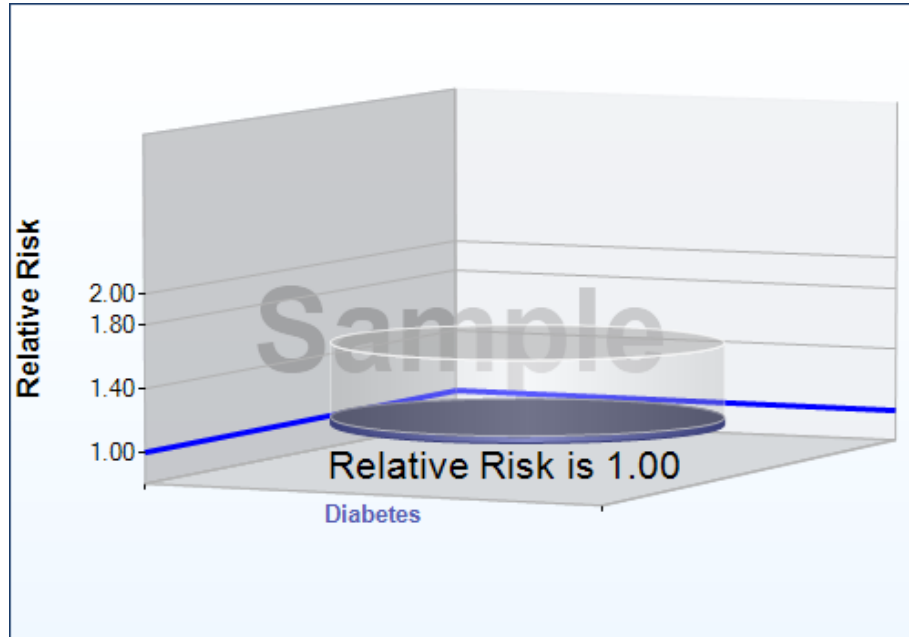 Relative Risk
2.00
1.80
1.40
1.00
Sample
Relative Risk is 1.00
Diabetes